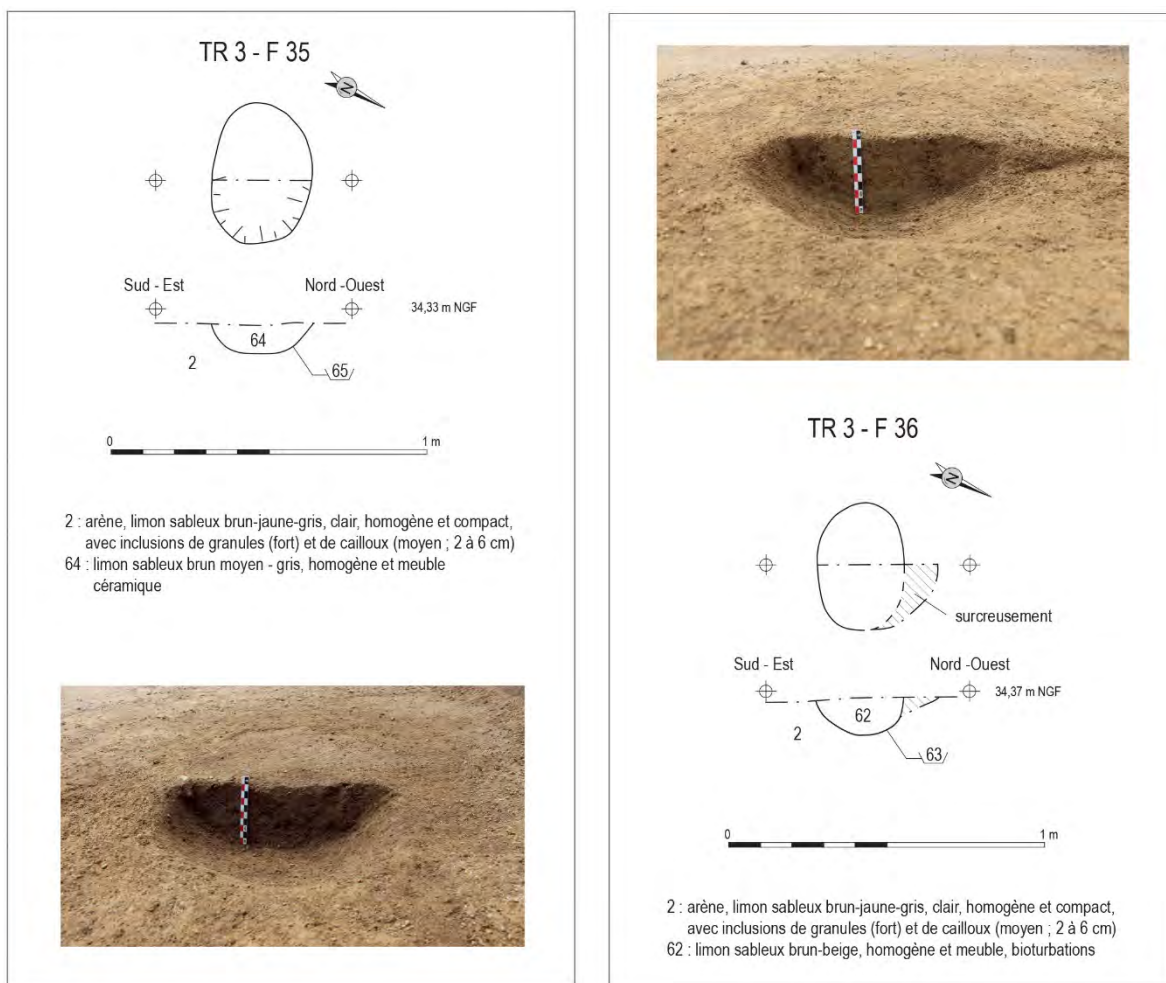 TR 3 - F 35
N
Sud - Est
Nord -Ouest
34,33 m NGF
64
2
65
0
1 m
2 : arène, limon sableux brun-jaune-gris, clair, homogène et compact,
avec inclusions de granules (fort) et de cailloux (moyen ; 2 à 6 cm)
64 : limon sableux brun moyen - gris, homogène et meuble
céramique
TR 3 - F 36
N
surcreusement
Sud - Est
Nord -Ouest
34,37 m NGF
62
2
63
0
1 m
2 : arène, limon sableux brun-jaune-gris, clair, homogène et compact,
avec inclusions de granules (fort) et de cailloux (moyen ; 2 à 6 cm)
62 : limon sableux brun-beige, homogène et meuble, bioturbations